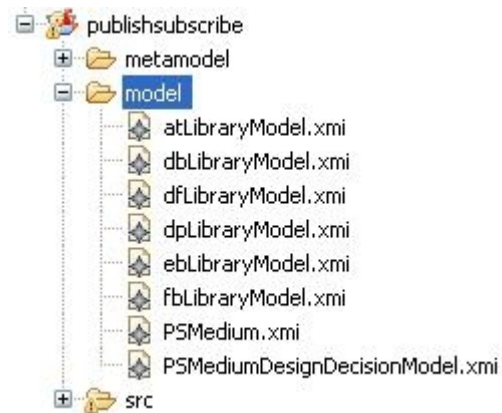 publishsubscribe
metamodel
model
atLibraryModel.xmi
dbLibraryModel.xmi
dfLibraryModel.xmi
dpLibraryModel.xmi
ebLibraryModel.xmi
fbLibraryModel.xmi
PSMedium.xmi
PSMediumDesignDecisionModel.xmi
src